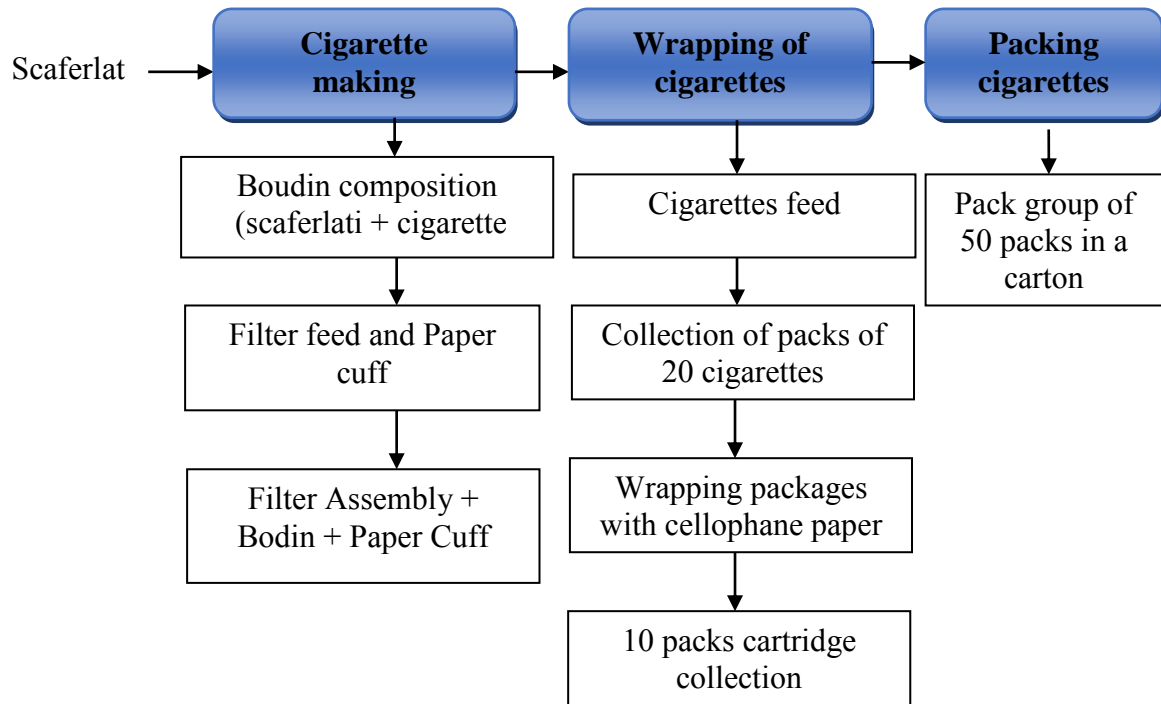 Scaferlat
Cigarette
making
Wrapping of
cigarettes
Packing
cigarettes
Boudin composition
(scaferlati + cigarette
Filter feed and Paper
cuff
Filter Assembly +
Bodin + Paper Cuff
Cigarettes feed
Collection of packs of
20 cigarettes
Wrapping packages
with cellophane paper
10 packs cartridge
collection
Pack group of
50 packs in a
carton